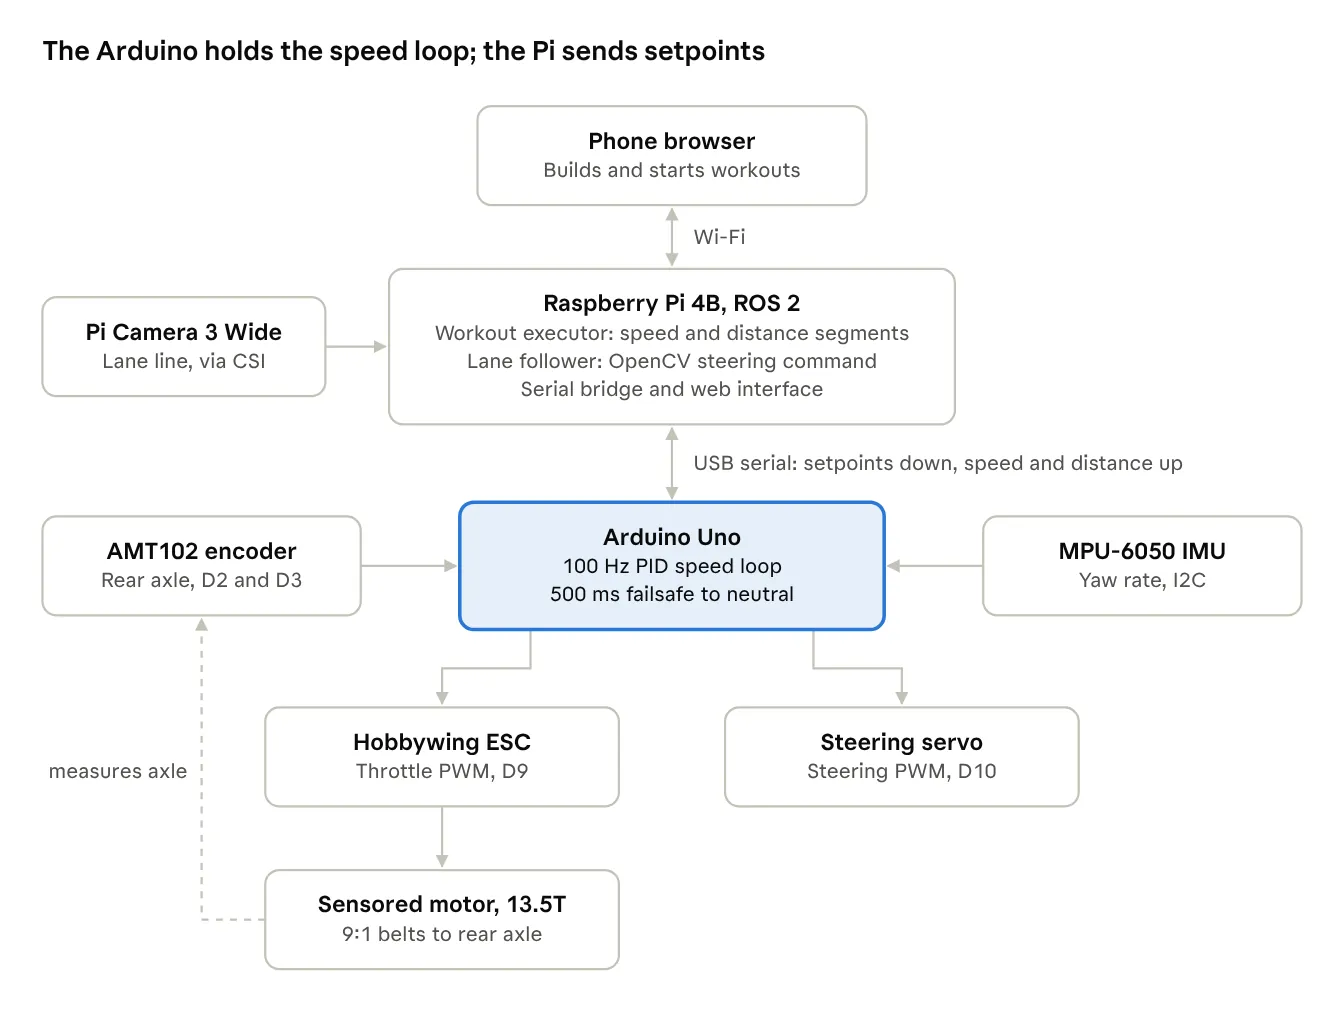 The Arduino holds the speed loop; the Pi sends setpoints
Phone browser
Builds and starts workouts
Wi-Fi
Raspberry Pi 4B, ROS 2
Workout executor: speed and distance segments
Lane follower: OpenCV steering command
Serial bridge and web interface
Pi Camera 3 Wide
Lane line, via CSI
USB serial: setpoints down, speed and distance up
AMT102 encoder
Rear axle, D2 and D3
Arduino Uno
100 Hz PID speed loop
500 ms failsafe to neutral
MPU-6050 IMU
Yaw rate, I2C
Hobbywing ESC
Throttle PWM, D9
Steering servo
Steering PWM, D10
measures axle
Sensored motor, 13.5T
9:1 belts to rear axle